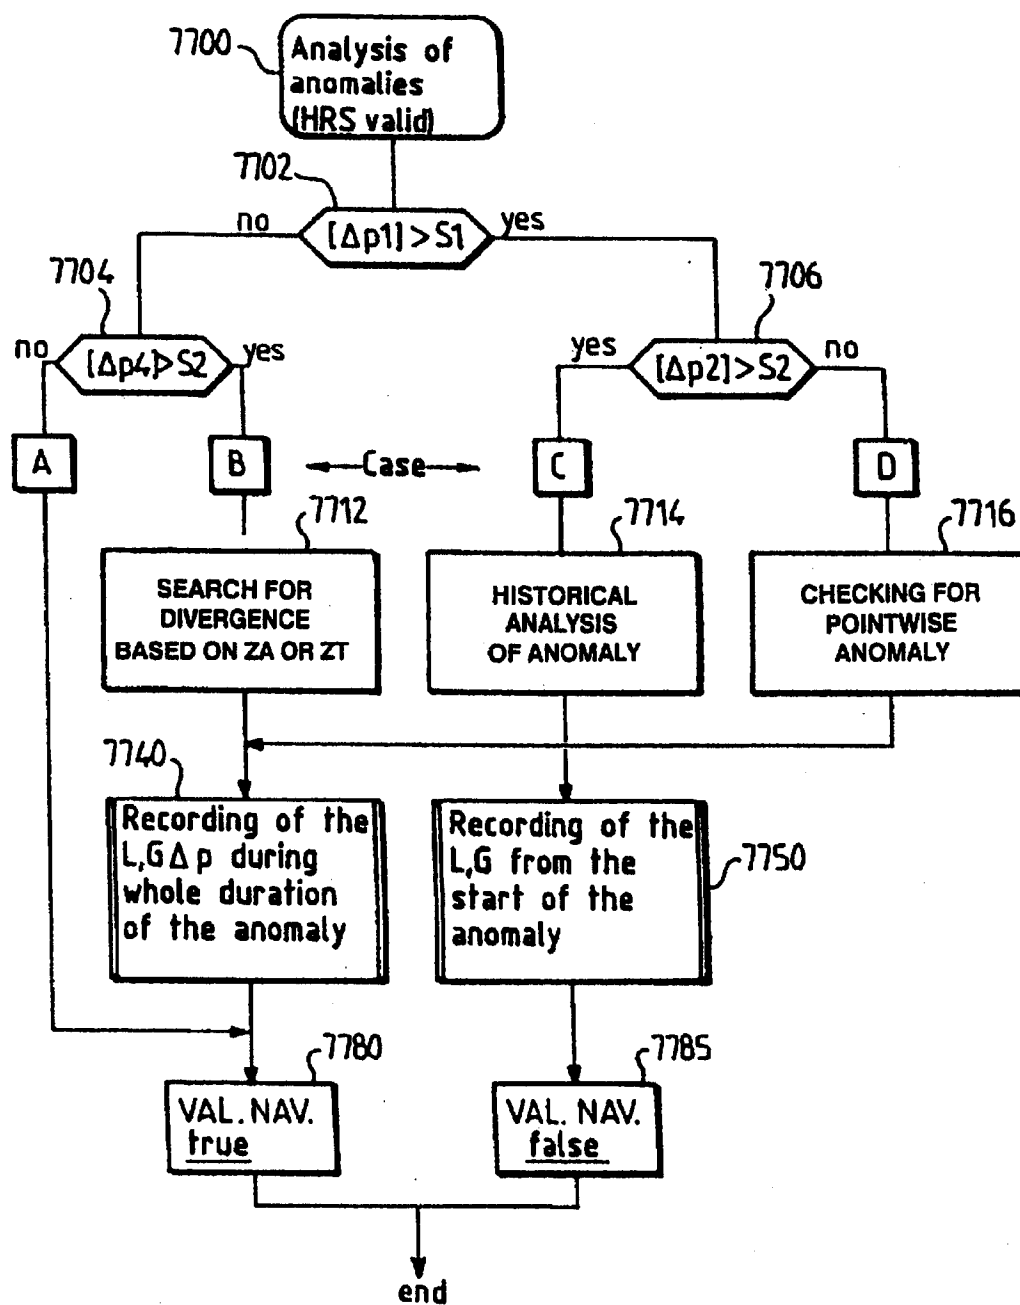 7700
Analysis of
anomalies
(HRS valid)
7702
no
[Δp1]>S1
yes
7704
7706
no
[Δp4]>S2
yes
yes
[Δp2]>S2
no
A
B
Case
C
D
7712
7714
7716
SEARCH FOR
DIVERGENCE
BASED ON ZA OR ZT
HISTORICAL
ANALYSIS
OF ANOMALY
CHECKING FOR
POINTWISE
ANOMALY
7740
Recording of the
L,G Δp during
whole duration
of the anomaly
Recording of the
L,G from the
start of the
anomaly
7750
7780
7785
VAL. NAV.
true
VAL. NAV.
false
end